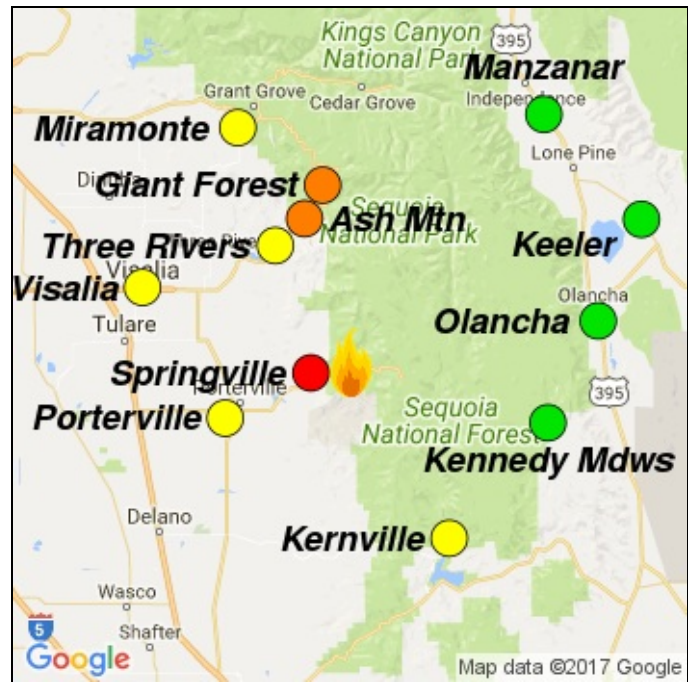 Kings Canyon
National Park
395
Manzanar
Grant Grove
Cedar Grove
Independence
Miramonte
Lone Pine
Giant Forest
Sequoia
National Park
Ash Mtn
Three Rivers
Keeler
Visalia
Visalia
Olancha
Olancha
Tulare
Springville
Porterville
395
Porterville
Sequoia
National Forest
Kennedy Mdws
Delano
Kernville
Wasco
5
Shafter
Google
Map data ©2017 Google